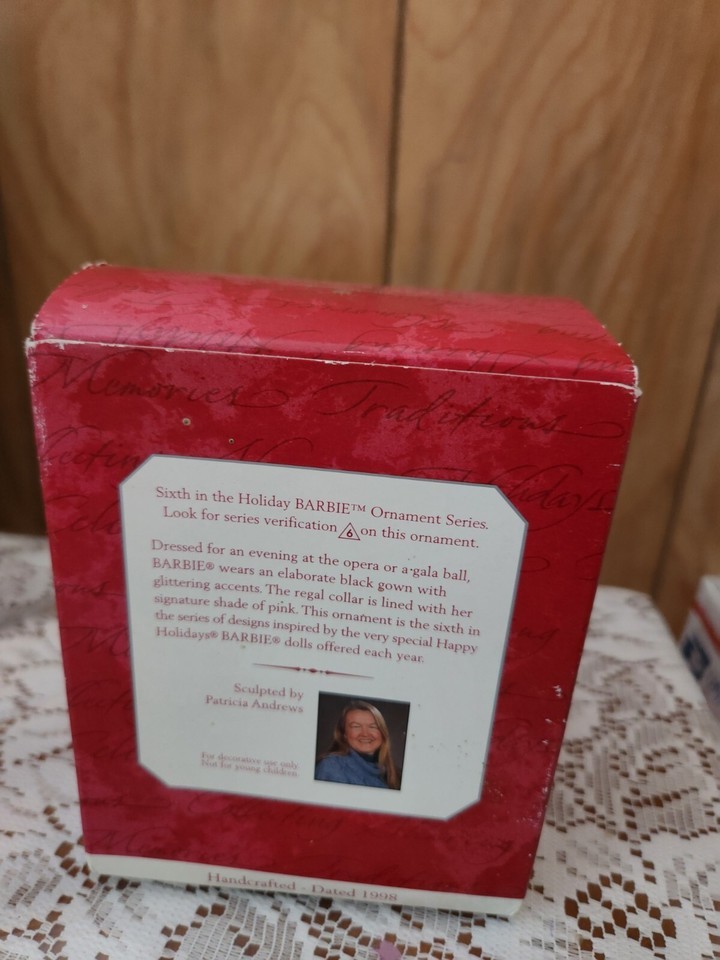 Memories Traditions
Holidays
Sixth in the Holiday BARBIE™ Ornament Series.
Look for series verification 6 on this ornament.
Dressed for an evening at the opera or a gala ball,
BARBIE® wears an elaborate black gown with
glittering accents. The regal collar is lined with her
signature shade of pink. This ornament is the sixth in
the series of designs inspired by the very special Happy
Holidays® BARBIE® dolls offered each year.
Sculpted by
Patricia Andrews
For decorative use only.
Not for young children.
Handcrafted - Dated 1998